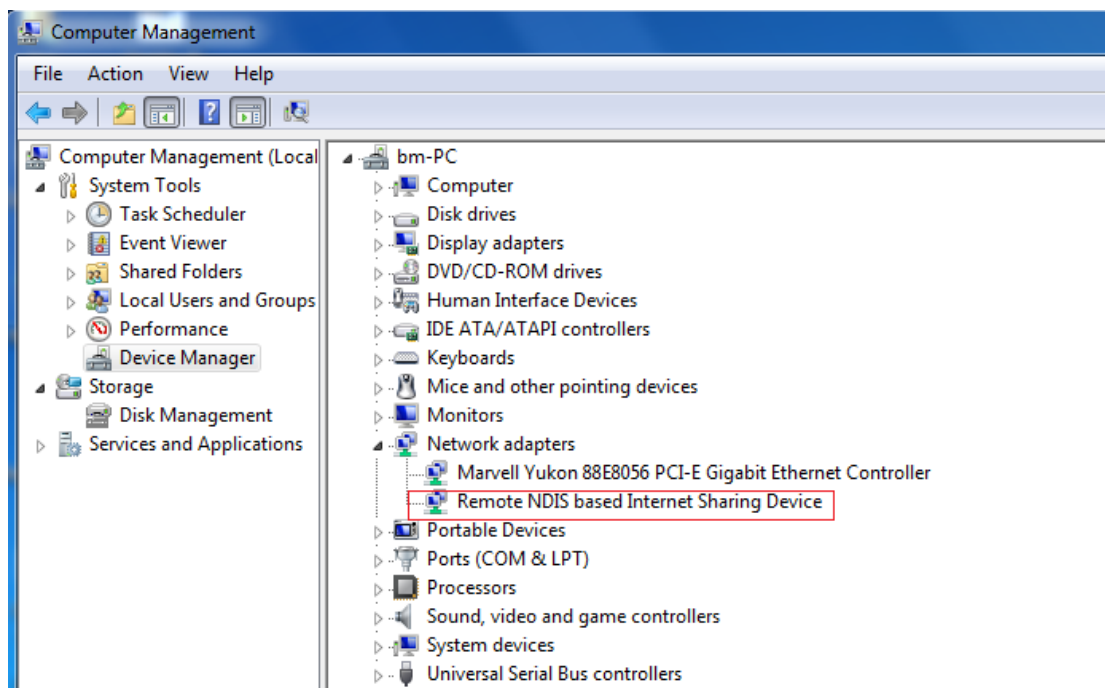 Computer Management
File Action View Help
Computer Management (Local
System Tools
Task Scheduler
Event Viewer
Shared Folders
Local Users and Groups
Performance
Device Manager
Storage
Disk Management
Services and Applications
bm-PC
Computer
Disk drives
Display adapters
DVD/CD-ROM drives
Human Interface Devices
IDE ATA/ATAPI controllers
Keyboards
Mice and other pointing devices
Monitors
Network adapters
Marvell Yukon 88E8056 PCI-E Gigabit Ethernet Controller
Remote NDIS based Internet Sharing Device
Portable Devices
Ports (COM & LPT)
Processors
Sound, video and game controllers
System devices
Universal Serial Bus controllers